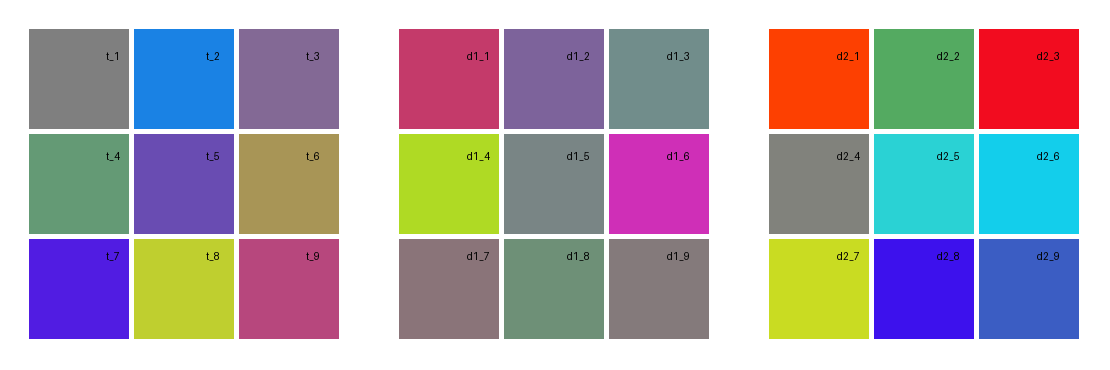 t_1 t_2 t_3 d1_1 d1_2 d1_3 d2_1 d2_2 d2_3
t_4 t_5 t_6 d1_4 d1_5 d1_6 d2_4 d2_5 d2_6
t_7 t_8 t_9 d1_7 d1_8 d1_9 d2_7 d2_8 d2_9